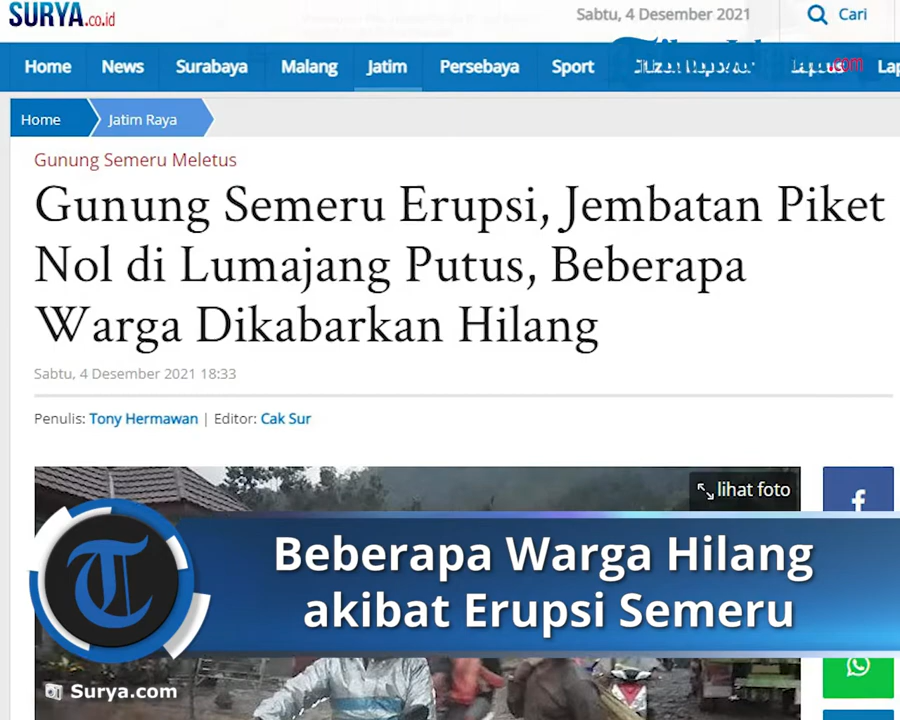 SURYA.co.id
Sabtu, 4 Desember 2021
Cari
Home News Surabaya Malang Jatim Persebaya Sport
.com
Home Jatim Raya
Gunung Semeru Meletus
Gunung Semeru Erupsi, Jembatan Piket
Nol di Lumajang Putus, Beberapa
Warga Dikabarkan Hilang
Sabtu, 4 Desember 2021 18:33
Penulis: Tony Hermawan | Editor: Cak Sur
lihat foto
f
T
Beberapa Warga Hilang
akibat Erupsi Semeru
Surya.com